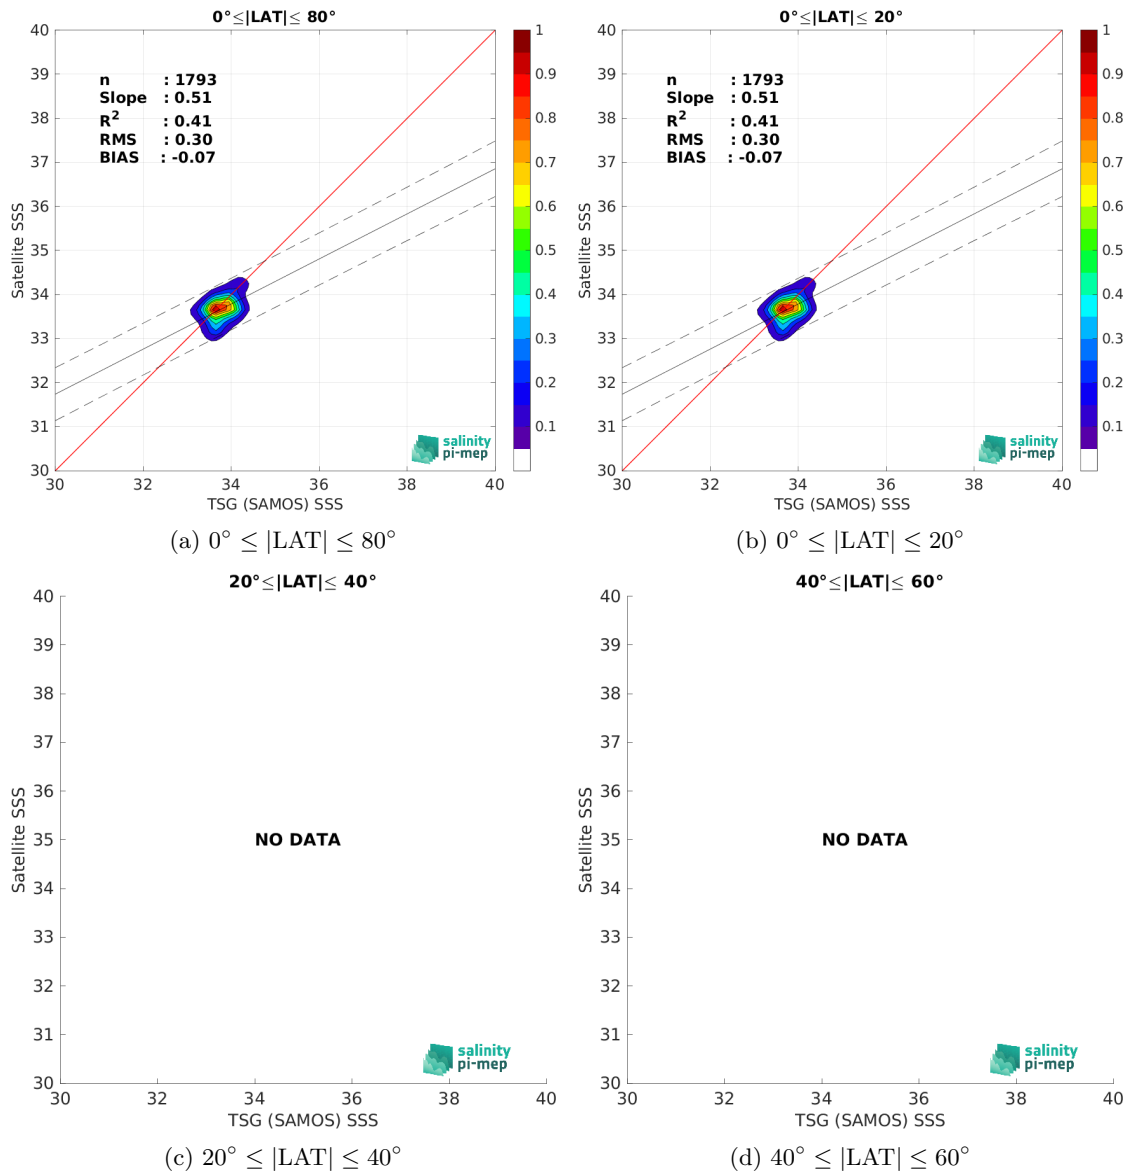 0°≤|LAT|≤ 80°
40
39
38
37
36
35
34
33
32
31
30
Satellite SSS
n : 1793
Slope : 0.51
R² : 0.41
RMS : 0.30
BIAS : -0.07
1
0.9
0.8
0.7
0.6
0.5
0.4
0.3
0.2
0.1
salinity
pi-mep
30 32 34 36 38 40
TSG (SAMOS) SSS
(a) 0° ≤ |LAT| ≤ 80°
0°≤|LAT|≤ 20°
40
39
38
37
36
35
34
33
32
31
30
Satellite SSS
n : 1793
Slope : 0.51
R² : 0.41
RMS : 0.30
BIAS : -0.07
1
0.9
0.8
0.7
0.6
0.5
0.4
0.3
0.2
0.1
salinity
pi-mep
30 32 34 36 38 40
TSG (SAMOS) SSS
(b) 0° ≤ |LAT| ≤ 20°
20°≤|LAT|≤ 40°
40
39
38
37
36
35
34
33
32
31
30
Satellite SSS
NO DATA
salinity
pi-mep
30 32 34 36 38 40
TSG (SAMOS) SSS
(c) 20° ≤ |LAT| ≤ 40°
40°≤|LAT|≤ 60°
40
39
38
37
36
35
34
33
32
31
30
Satellite SSS
NO DATA
salinity
pi-mep
30 32 34 36 38 40
TSG (SAMOS) SSS
(d) 40° ≤ |LAT| ≤ 60°